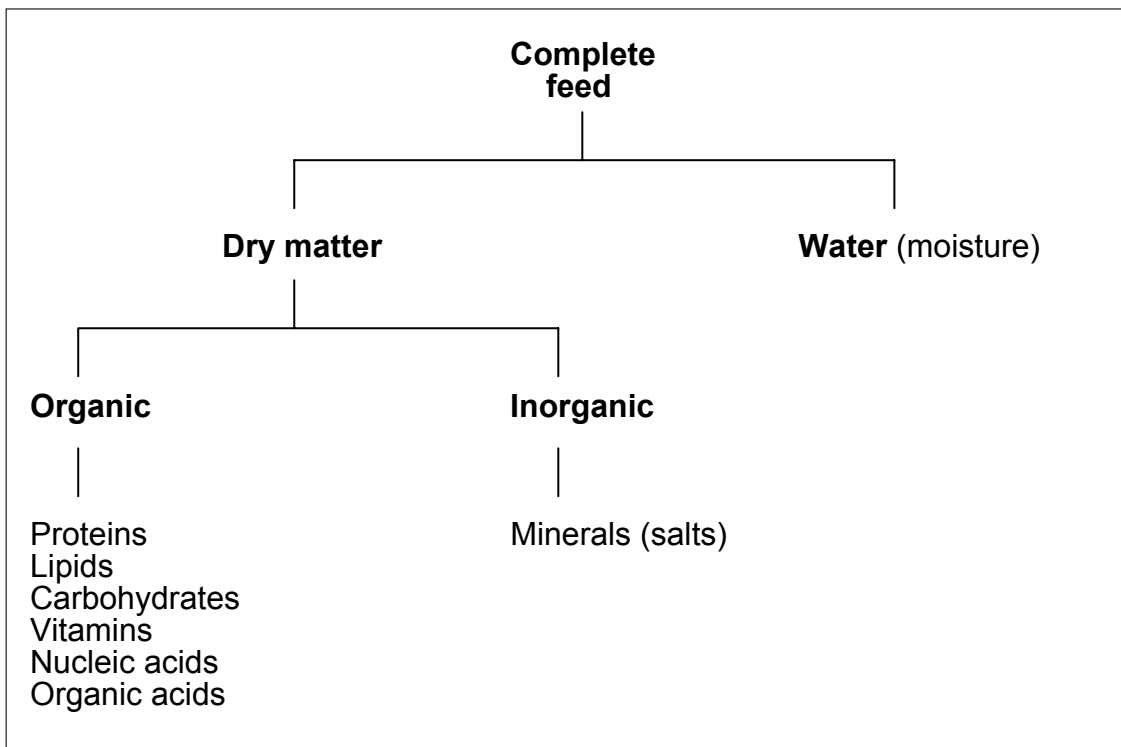 Complete
feed
Dry matter
Water (moisture)
Organic
Inorganic
Proteins
Lipids
Carbohydrates
Vitamins
Nucleic acids
Organic acids
Minerals (salts)